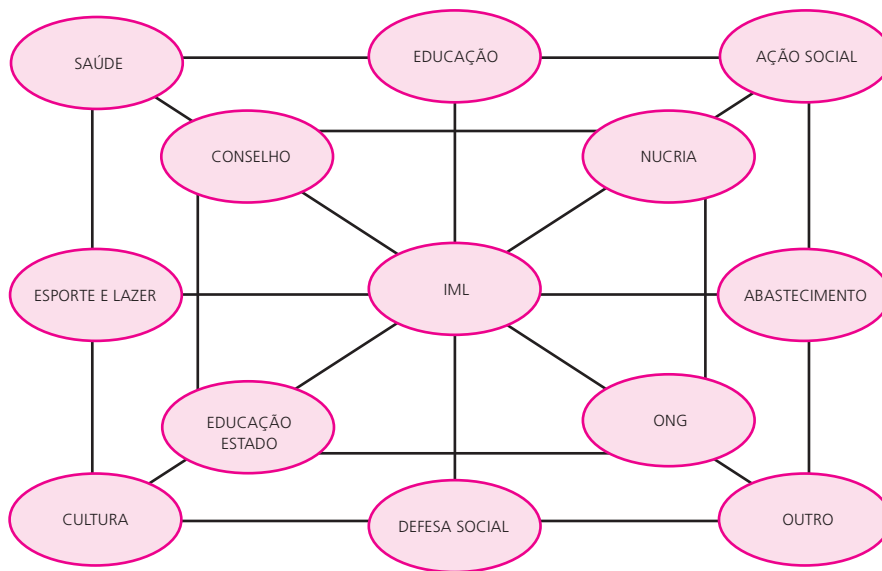 SAÚDE
EDUCAÇÃO
AÇÃO SOCIAL
CONSELHO
NUCRIA
ESPORTE E LAZER
IML
ABASTECIMENTO
EDUCAÇÃO
ESTADO
ONG
CULTURA
DEFESA SOCIAL
OUTRO